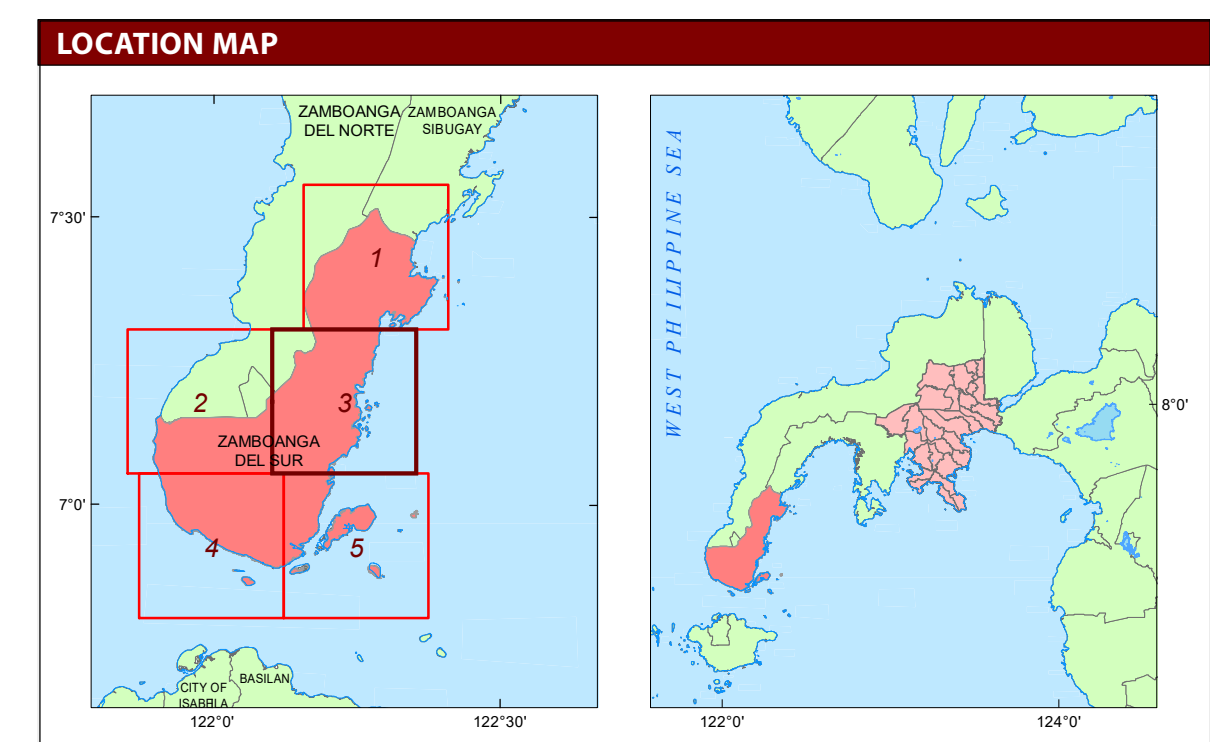 LOCATION MAP
ZAMBOANGA
DEL NORTE
ZAMBOANGA
SIBUGAY
7°30'
1
2
3
ZAMBOANGA
DEL SUR
7°0'
4
5
BASILAN
CITY OF
ISABELA
122°0'
122°30'
WEST PHILIPPINE SEA
8°0'
122°0'
124°0'